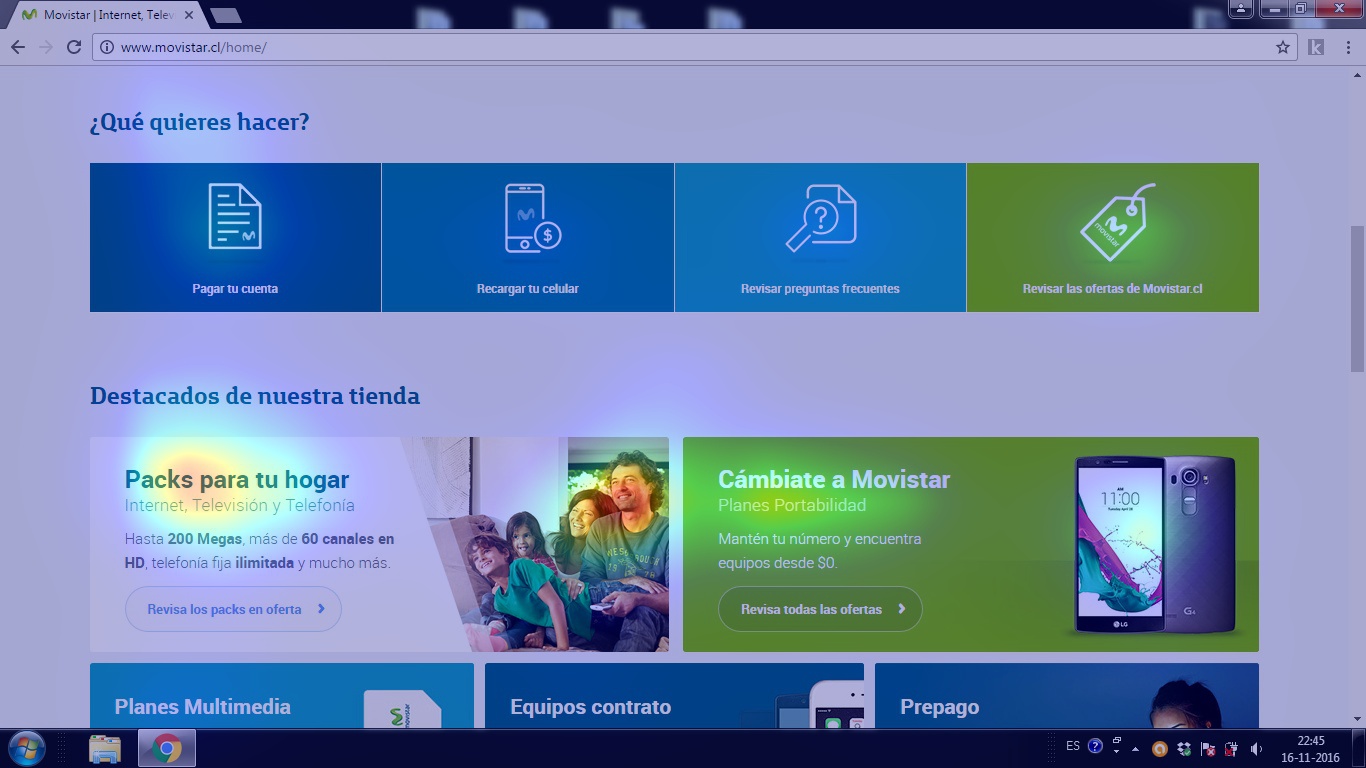 Movistar | Internet, Telev
www.movistar.cl/home/
¿Qué quieres hacer?
Pagar tu cuenta
Recargar tu celular
Revisar preguntas frecuentes
movistar
Revisar las ofertas de Movistar.cl
Destacados de nuestra tienda
Packs para tu hogar
Internet, Televisión y Telefonía
Hasta 200 Megas, más de 60 canales en
HD, telefonía fija ilimitada y mucho más.
Revisa los packs en oferta
Cámbiate a Movistar
Planes Portabilidad
Mantén tu número y encuentra
equipos desde $0.
Revisa todas las ofertas
11:00
LG
G4
Planes Multimedia
movistar
Equipos contrato
Prepago
ES
22:45
16-11-2016